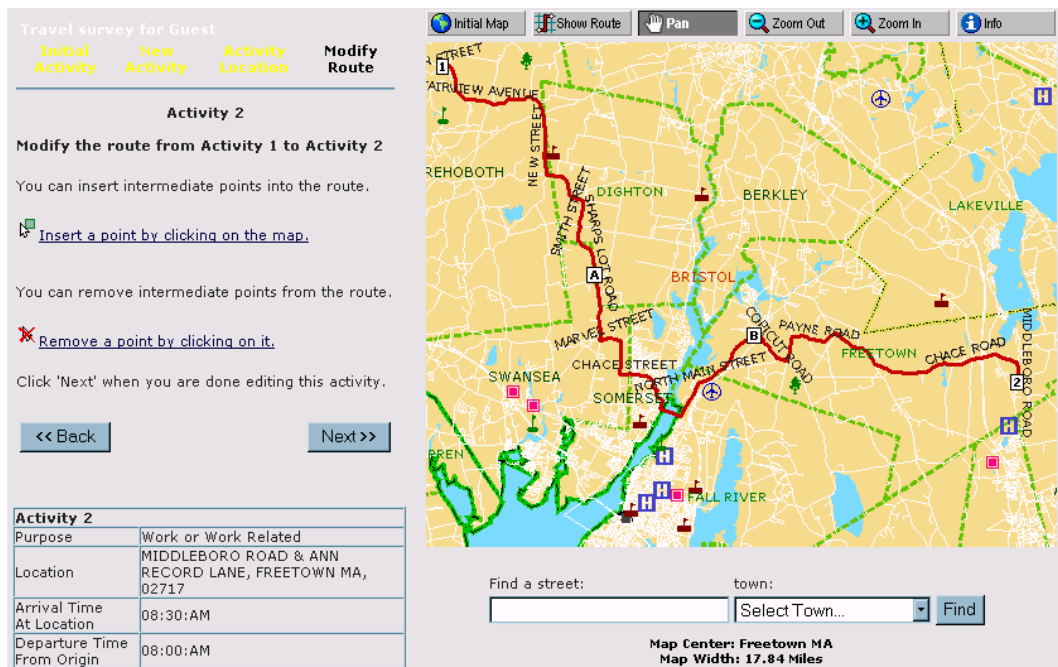 Travel survey for Guest
Initial Activity
New Activity
Activity Location
Modify Route
Activity 2
Modify the route from Activity 1 to Activity 2
You can insert intermediate points into the route.
Insert a point by clicking on the map.
You can remove intermediate points from the route.
Remove a point by clicking on it.
Click 'Next' when you are done editing this activity.
<< Back
Next >>
Activity 2
Purpose
Work or Work Related
Location
MIDDLEBORO ROAD & ANN
RECORD LANE, FREETOWN MA,
02717
Arrival Time
At Location
08:30:AM
Departure Time
From Origin
08:00:AM
Initial Map
Show Route
Pan
Zoom Out
Zoom In
Info
STREET
1
FAIRVIEW AVENUE
H
NEW STREET
REHOBOTH
DIGHTON
BERKLEY
LAKEVILLE
SMITH STREET
SHARPS LOT ROAD
A
BRISTOL
MARVEL STREET
COPICUT ROAD
B
PAYNE ROAD
FREETOWN
CHACE ROAD
MIDDLEBORO ROAD
2
CHACE STREET
SWANSEA
NORTH MAIN STREET
SOMERSET
H
H
H
H
FALL RIVER
Find a street:
town:
Select Town...
Find
Map Center: Freetown MA
Map Width: 17.84 Miles